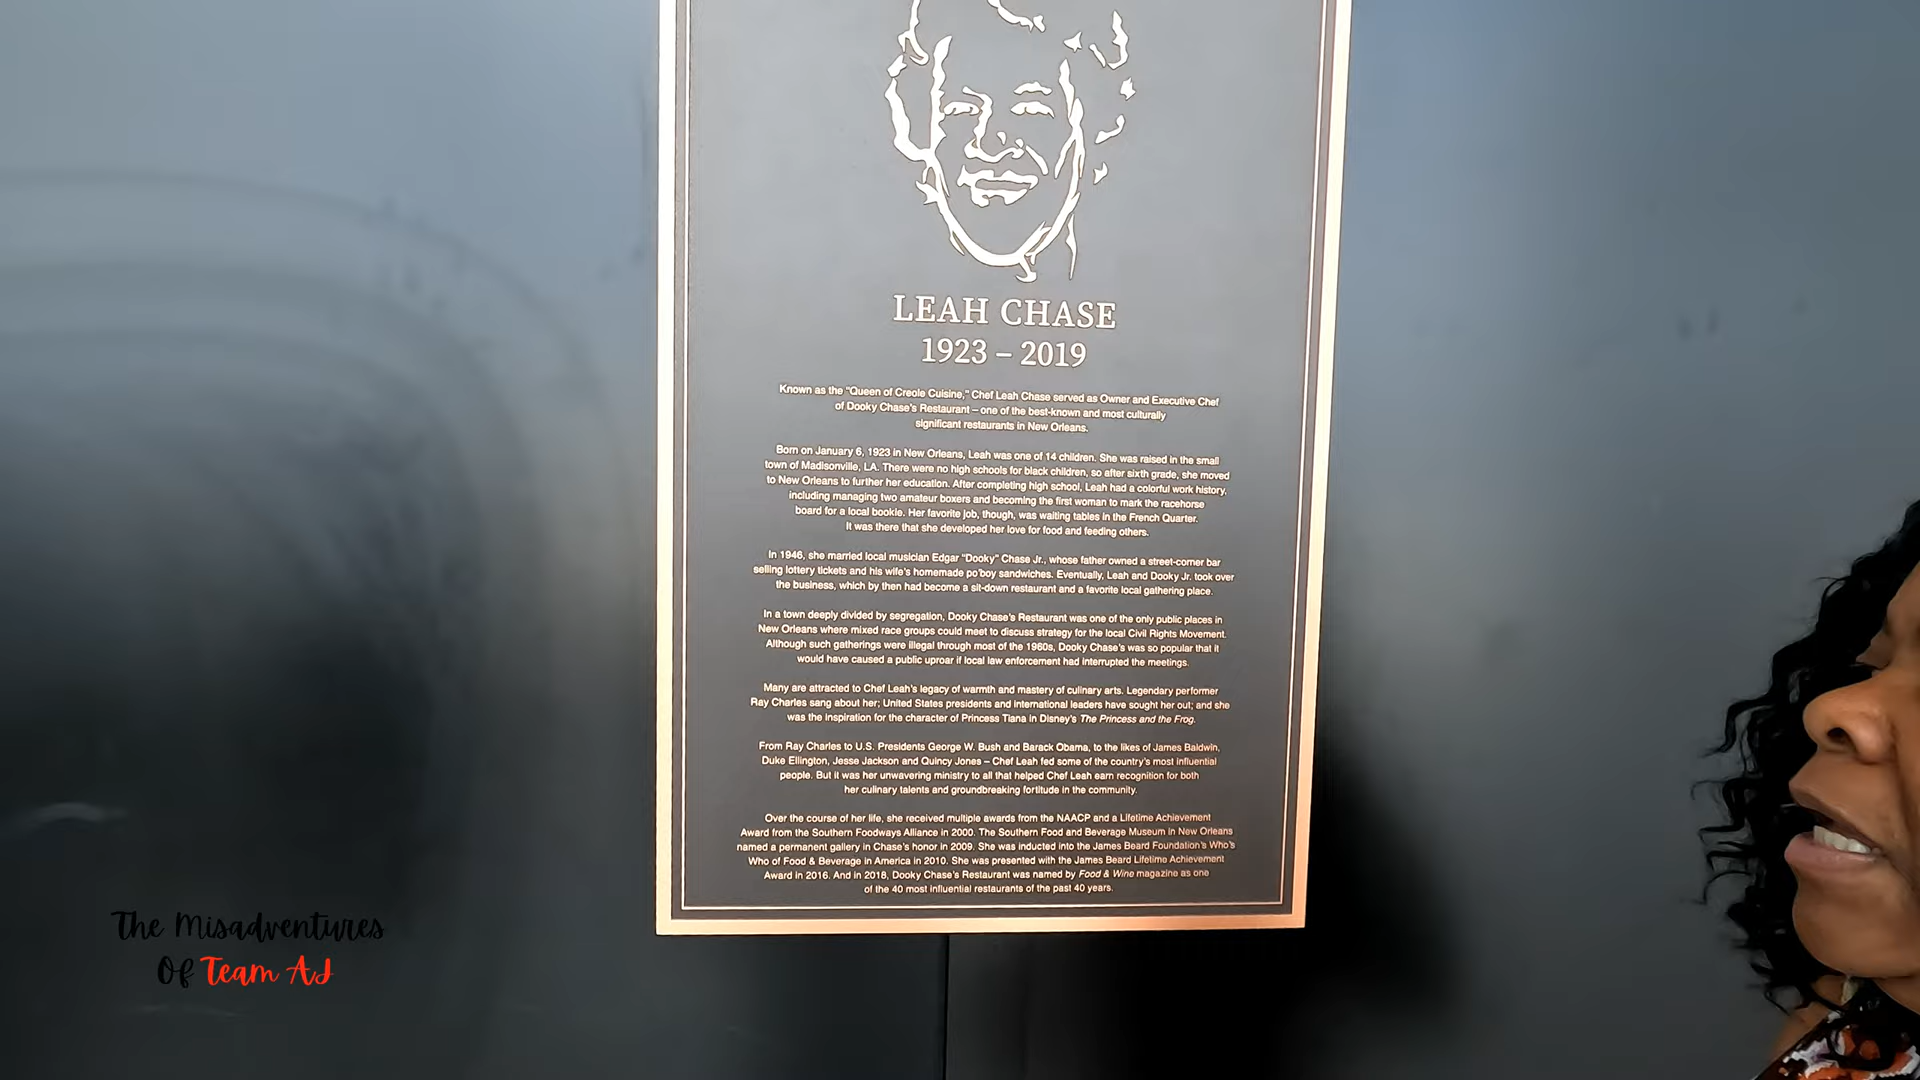 LEAH CHASE
1923 – 2019
Known as the "Queen of Creole Cuisine," Chef Leah Chase served as Owner and Executive Chef
of Dooky Chase's Restaurant – one of the best-known and most culturally
significant restaurants in New Orleans.
Born on January 6, 1923 in New Orleans, Leah was one of 14 children. She was raised in the small
town of Madisonville, LA. There were no high schools for black children, so after sixth grade, she moved
to New Orleans to further her education. After completing high school, Leah had a colorful work history,
including managing two amateur boxers and becoming the first woman to mark the racehorse
board for a local bookie. Her favorite job, though, was waiting tables in the French Quarter.
It was there that she developed her love for food and feeding others.
In 1946, she married local musician Edgar "Dooky" Chase Jr., whose father owned a street-corner bar
selling lottery tickets and his wife's homemade po'boy sandwiches. Eventually, Leah and Dooky Jr. took over
the business, which by then had become a sit-down restaurant and a favorite local gathering place.
In a town deeply divided by segregation, Dooky Chase's Restaurant was one of the only public places in
New Orleans where mixed race groups could meet to discuss strategy for the local Civil Rights Movement.
Although such gatherings were illegal through most of the 1960s, Dooky Chase's was so popular that it
would have caused a public uproar if local law enforcement had interrupted the meetings.
Many are attracted to Chef Leah's legacy of warmth and mastery of culinary arts. Legendary performer
Ray Charles sang about her; United States presidents and international leaders have sought her out; and she
was the inspiration for the character of Princess Tiana in Disney's The Princess and the Frog.
From Ray Charles to U.S. Presidents George W. Bush and Barack Obama, to the likes of James Baldwin,
Duke Ellington, Jesse Jackson and Quincy Jones – Chef Leah fed some of the country's most influential
people. But it was her unwavering ministry to all that helped Chef Leah earn recognition for both
her culinary talents and groundbreaking fortitude in the community.
Over the course of her life, she received multiple awards from the NAACP and a Lifetime Achievement
Award from the Southern Foodways Alliance in 2000. The Southern Food and Beverage Museum in New Orleans
named a permanent gallery in Chase's honor in 2009. She was inducted into the James Beard Foundation's Who's
Who of Food & Beverage in America in 2010. She was presented with the James Beard Lifetime Achievement
Award in 2016. And in 2018, Dooky Chase's Restaurant was named by Food & Wine magazine as one
of the 40 most influential restaurants of the past 40 years.
The Misadventures
Of Team AJ